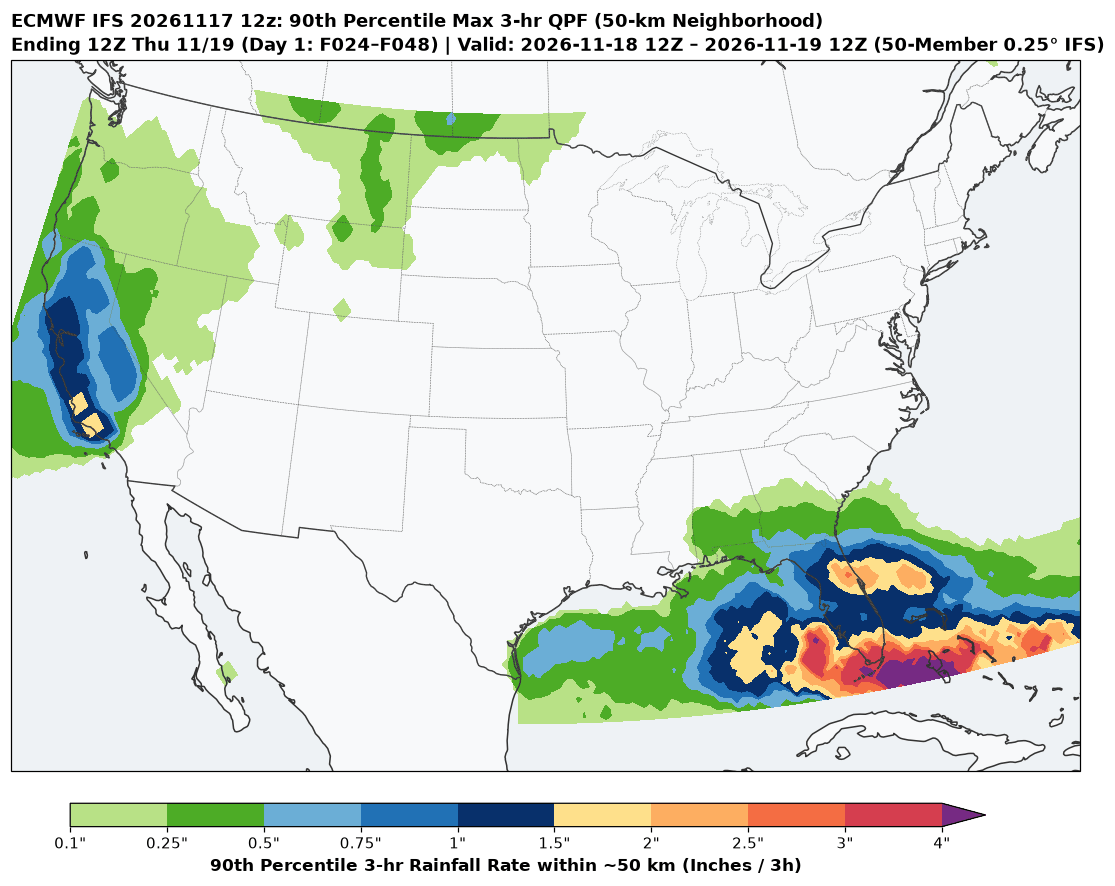 ECMWF IFS 20261117 12z: 90th Percentile Max 3-hr QPF (50-km Neighborhood)
Ending 12Z Thu 11/19 (Day 1: F024–F048) | Valid: 2026-11-18 12Z – 2026-11-19 12Z (50-Member 0.25° IFS)
0.1" 0.25" 0.5" 0.75" 1" 1.5" 2" 2.5" 3" 4"
90th Percentile 3-hr Rainfall Rate within ~50 km (Inches / 3h)